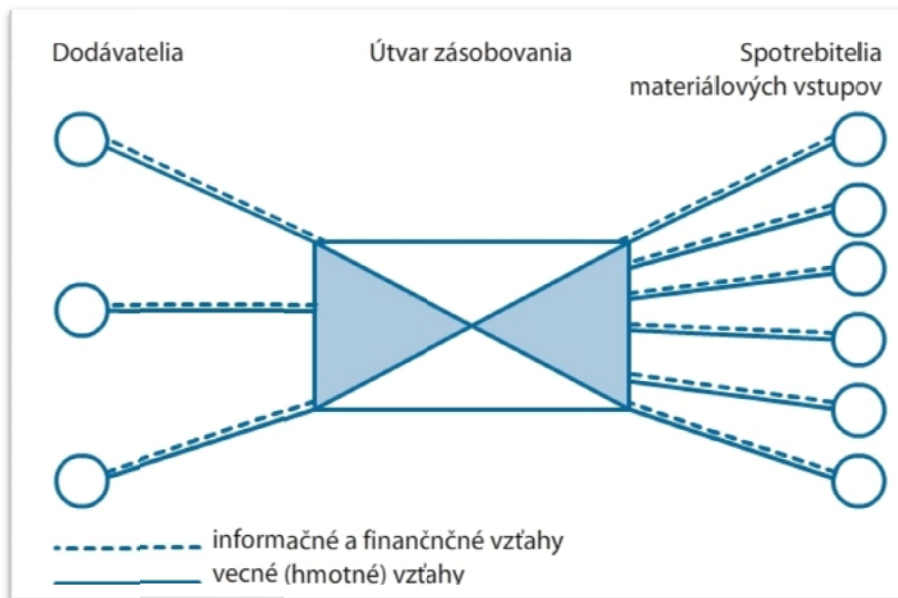 Dodávatelia
Útvar zásobovania
Spotrebitelia
materiálových vstupov
informačné a finančnčné vzťahy
vecné (hmotné) vzťahy